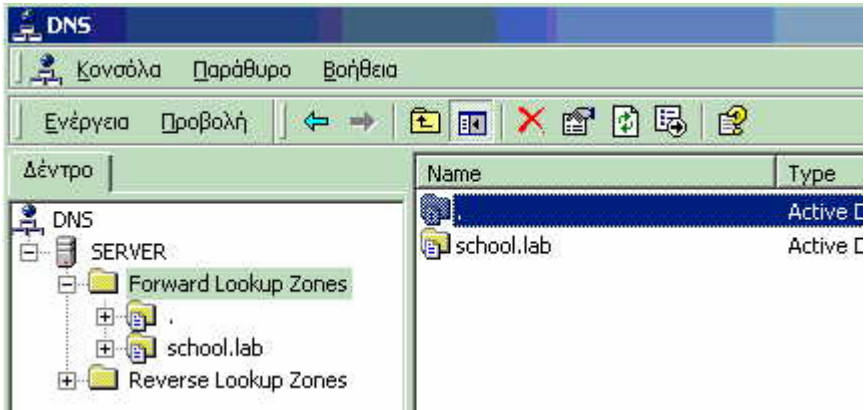 DNS
Κονσόλα Παράθυρο Βοήθεια
Ενέργεια Προβολή
Δέντρο
DNS
SERVER
Forward Lookup Zones
.
school.lab
Reverse Lookup Zones
Name Type
. Active D
school.lab Active D